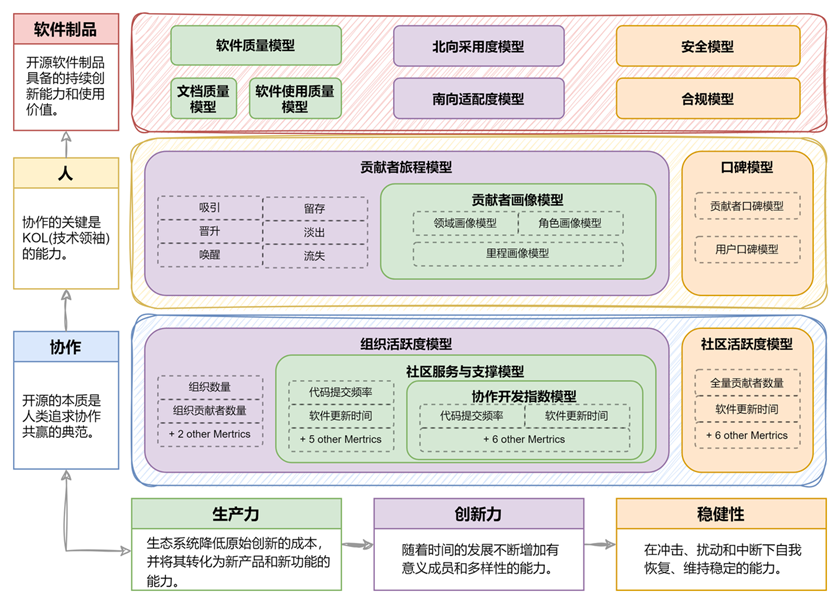 软件制品
开源软件制品
具备的持续创
新能力和使用
价值。
软件质量模型
文档质量
模型
软件使用质量
模型
北向采用度模型
南向适配度模型
安全模型
合规模型
人
协作的关键是
KOL(技术领袖)
的能力。
贡献者旅程模型
吸引
留存
晋升
淡出
唤醒
流失
贡献者画像模型
领域画像模型
角色画像模型
里程画像模型
口碑模型
贡献者口碑模型
用户口碑模型
协作
开源的本质是
人类追求协作
共赢的典范。
组织活跃度模型
组织数量
组织贡献者数量
+ 2 other Mertrics
社区服务与支撑模型
代码提交频率
软件更新时间
+ 5 other Mertrics
协作开发指数模型
代码提交频率
软件更新时间
+ 6 other Mertrics
社区活跃度模型
全量贡献者数量
软件更新时间
+ 6 other Mertrics
生产力
生态系统降低原始创新的成本，
并将其转化为新产品和新功能的
能力。
创新力
随着时间的发展不断增加有
意义成员和多样性的能力。
稳健性
在冲击、扰动和中断下自我
恢复、维持稳定的能力。